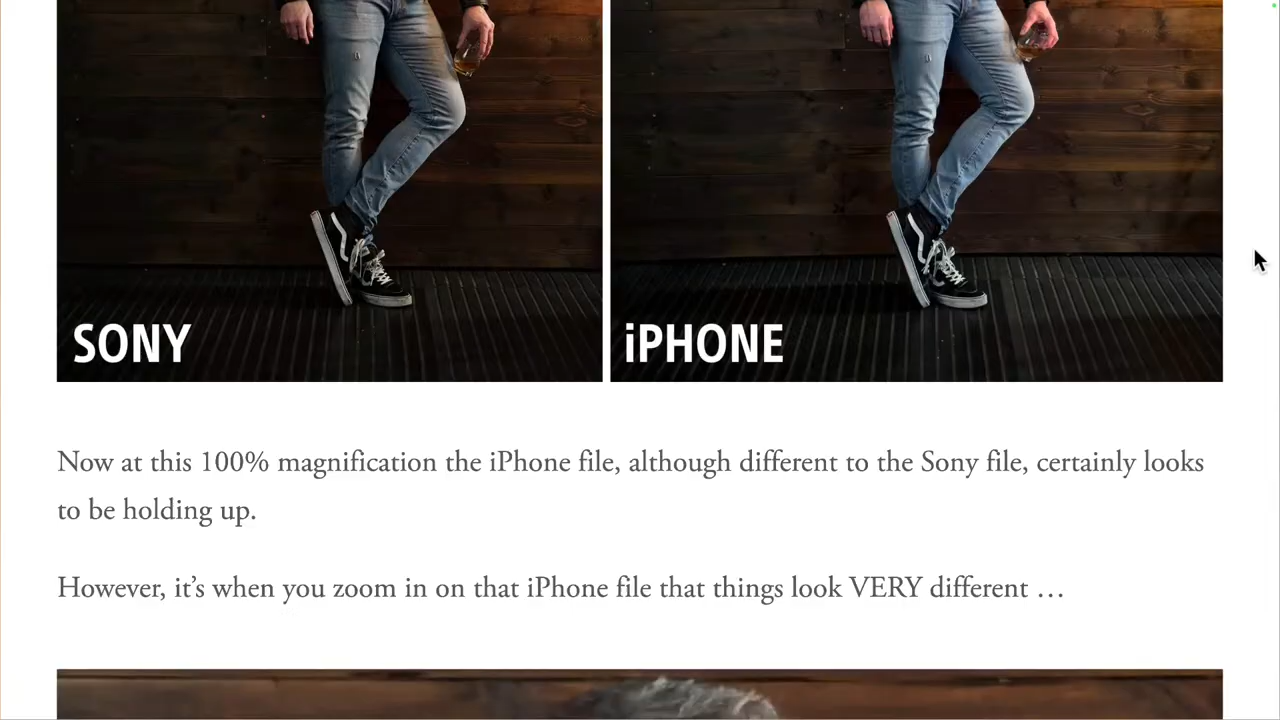 SONY
iPHONE
Now at this 100% magnification the iPhone file, although different to the Sony file, certainly looks
to be holding up.
However, it’s when you zoom in on that iPhone file that things look VERY different …